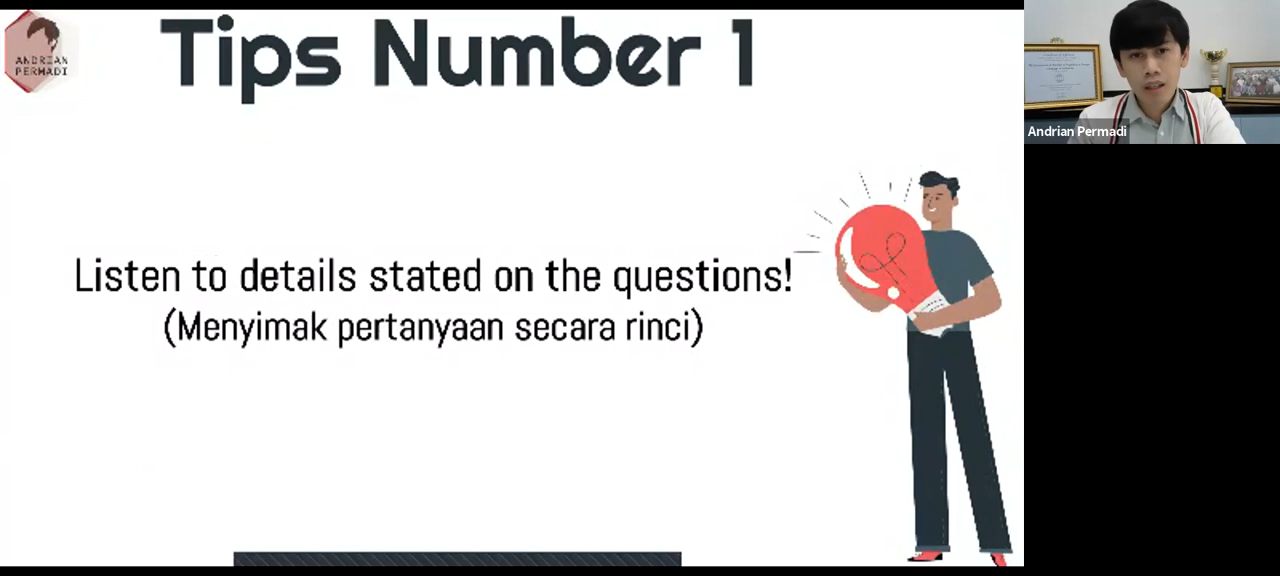 ANDRIAN
PERMADI
Tips Number 1
Listen to details stated on the questions!
(Menyimak pertanyaan secara rinci)
Andrian Permadi